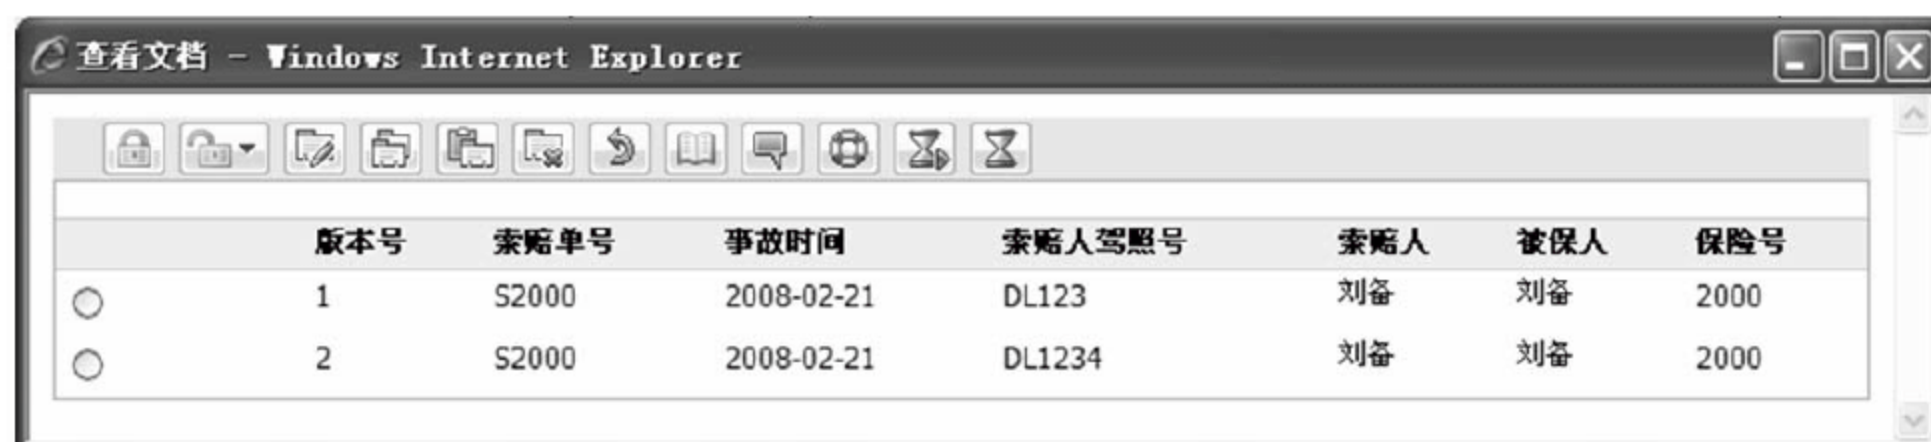 查看文档 - Windows Internet Explorer
版本号 索赔单号 事故时间 索赔人驾照号 索赔人 被保人 保险号
1 S2000 2008-02-21 DL123 刘备 刘备 2000
2 S2000 2008-02-21 DL1234 刘备 刘备 2000